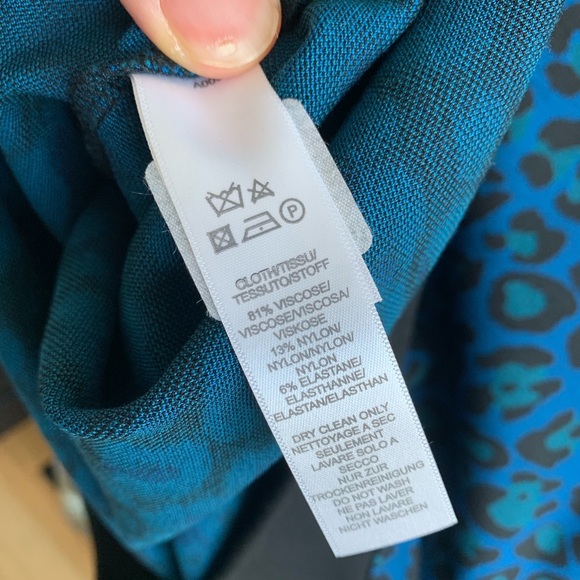 P
CLOTH/TISSU/
TESSUTO/STOFF
81% VISCOSE/
VISCOSE/VISCOSA/
VISKOSE
13% NYLON/
NYLON/NYLON/
NYLON
6% ELASTANE/
ELASTHANNE/
ELASTAN/ELASTHAN
DRY CLEAN ONLY
NETTOYAGE A SEC
SEULEMENT
LAVARE SOLO A
SECCO
NUR ZUR
TROCKENREINIGUNG
DO NOT WASH
NE PAS LAVER
NON LAVARE
NICHT WASCHEN